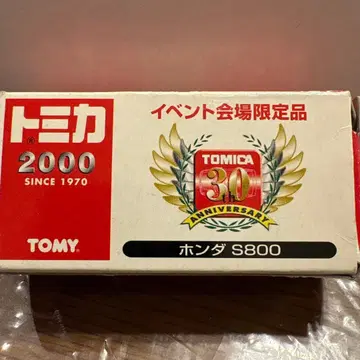 トミカ
®
2000
SINCE 1970
TOMY
イベント会場限定品
TOMICA
30th
ANNIVERSARY
ホンダ S800